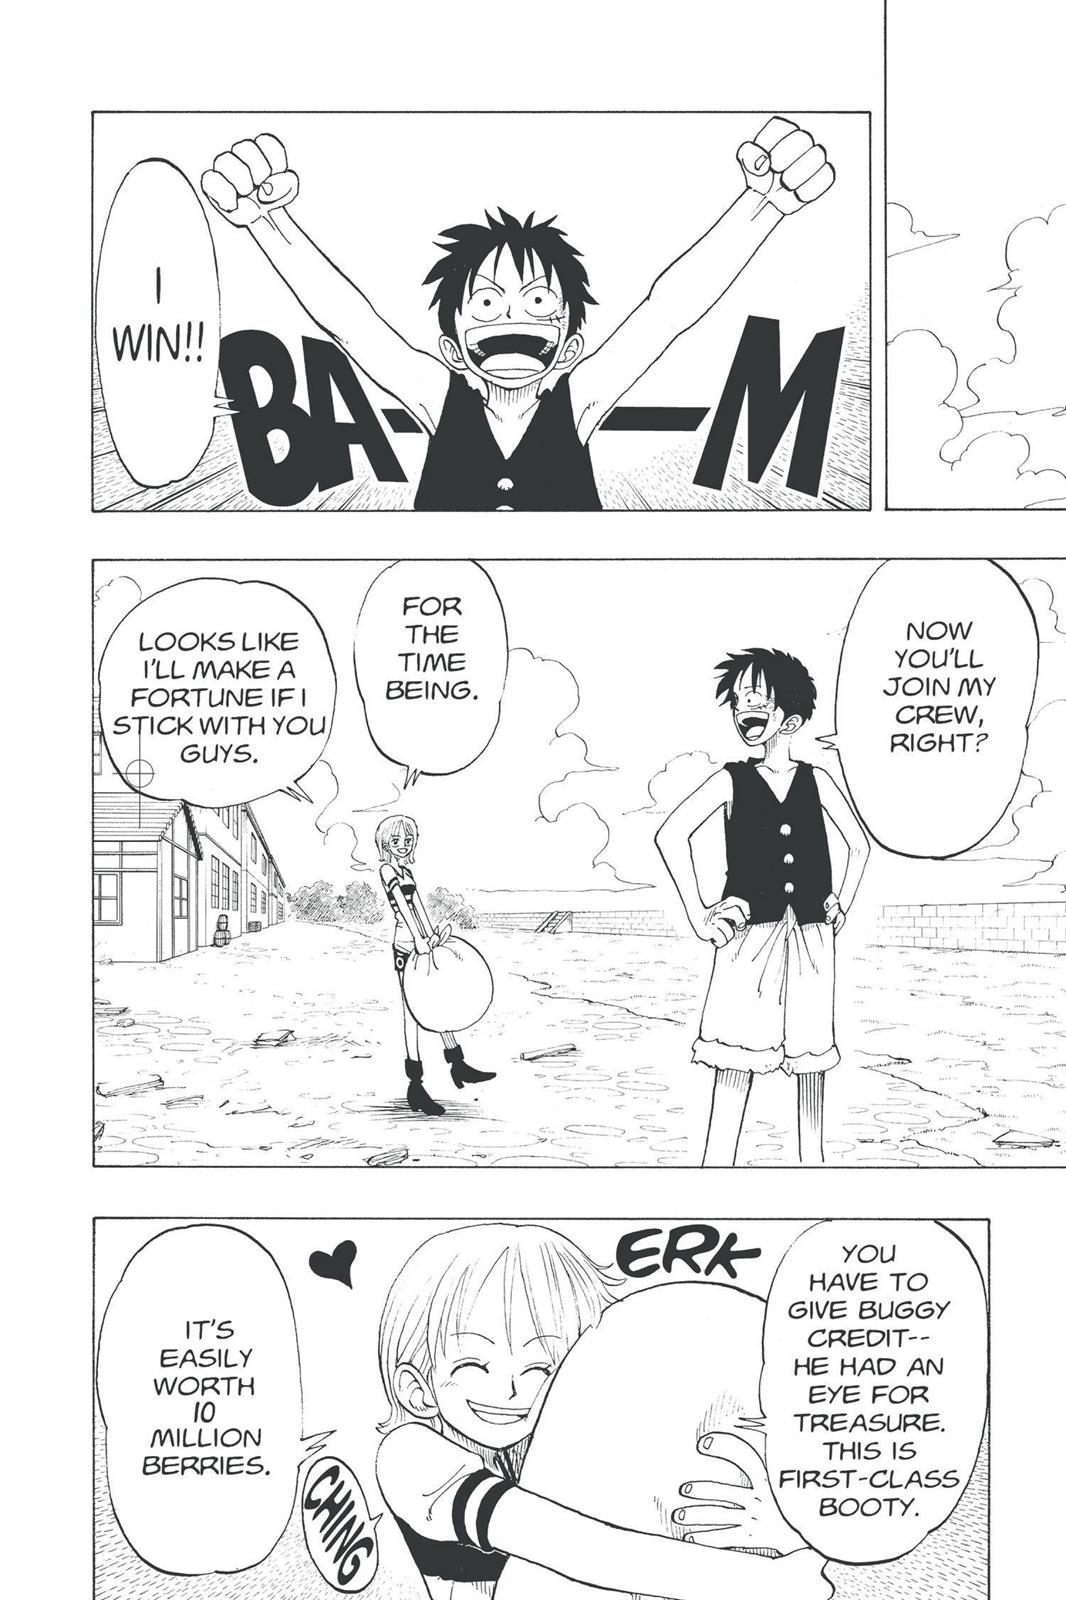 I
WIN!!
BA-
—M
NOW
YOU'LL
JOIN MY
CREW,
RIGHT?
FOR
THE
TIME
BEING.
LOOKS LIKE
I'LL MAKE A
FORTUNE IF I
STICK WITH YOU
GUYS.
YOU
HAVE TO
GIVE BUGGY
CREDIT--
HE HAD AN
EYE FOR
TREASURE.
THIS IS
FIRST-CLASS
BOOTY.
ERK
IT'S
EASILY
WORTH
10
MILLION
BERRIES.
CHING